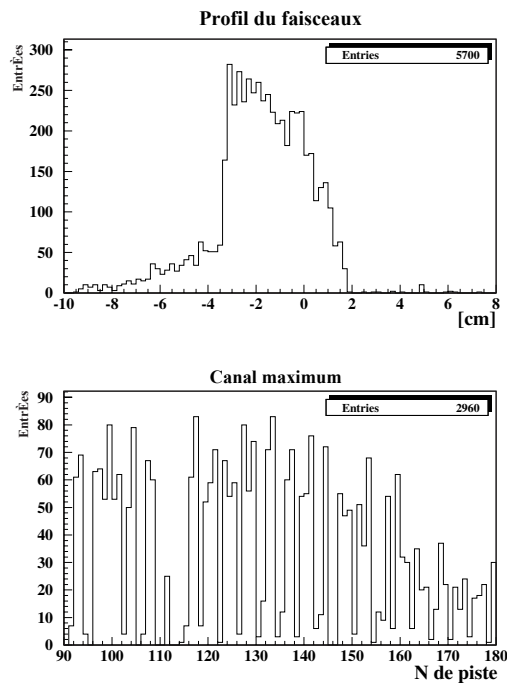 Profil du faisceaux
EntrÈes
Entries 5700
300
250
200
150
100
50
0
-10 -8 -6 -4 -2 0 2 4 6 8
[cm]
Canal maximum
EntrÈes
Entries 2960
90
80
70
60
50
40
30
20
10
0
90 100 110 120 130 140 150 160 170 180
N de piste